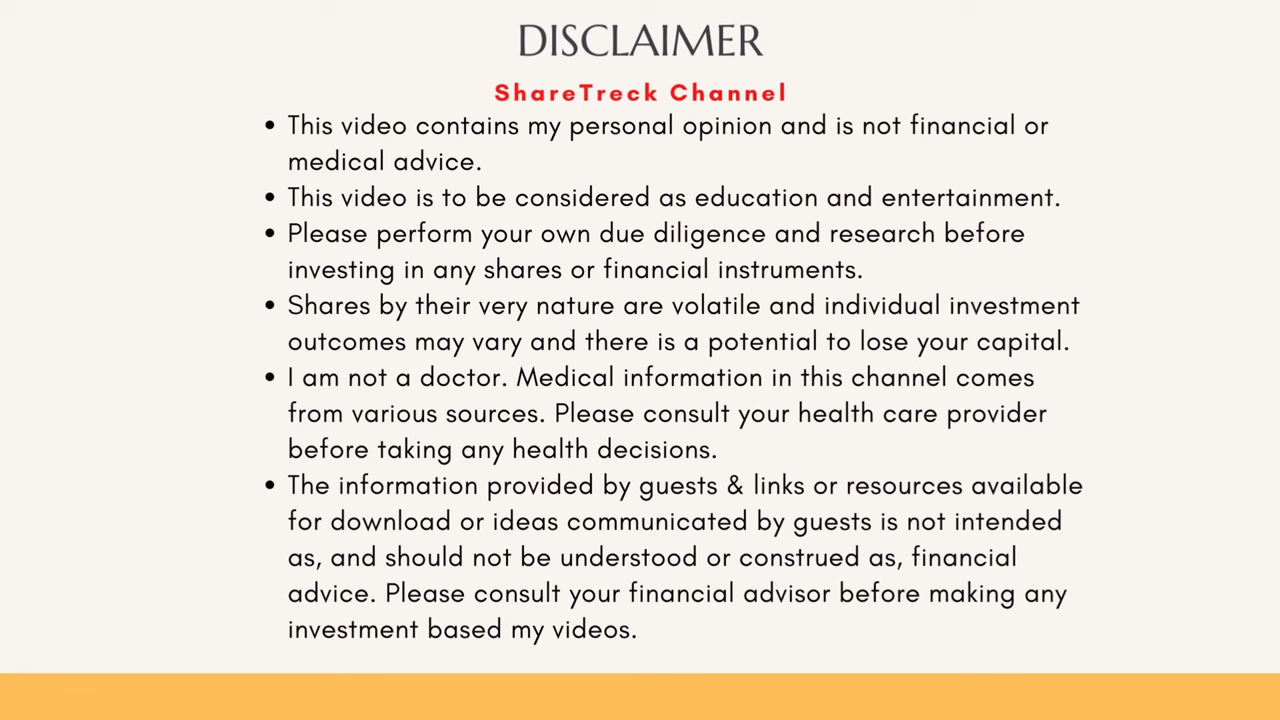 DISCLAIMER
ShareTreck Channel
• This video contains my personal opinion and is not financial or
medical advice.
• This video is to be considered as education and entertainment.
• Please perform your own due diligence and research before
investing in any shares or financial instruments.
• Shares by their very nature are volatile and individual investment
outcomes may vary and there is a potential to lose your capital.
• I am not a doctor. Medical information in this channel comes
from various sources. Please consult your health care provider
before taking any health decisions.
• The information provided by guests & links or resources available
for download or ideas communicated by guests is not intended
as, and should not be understood or construed as, financial
advice. Please consult your financial advisor before making any
investment based my videos.